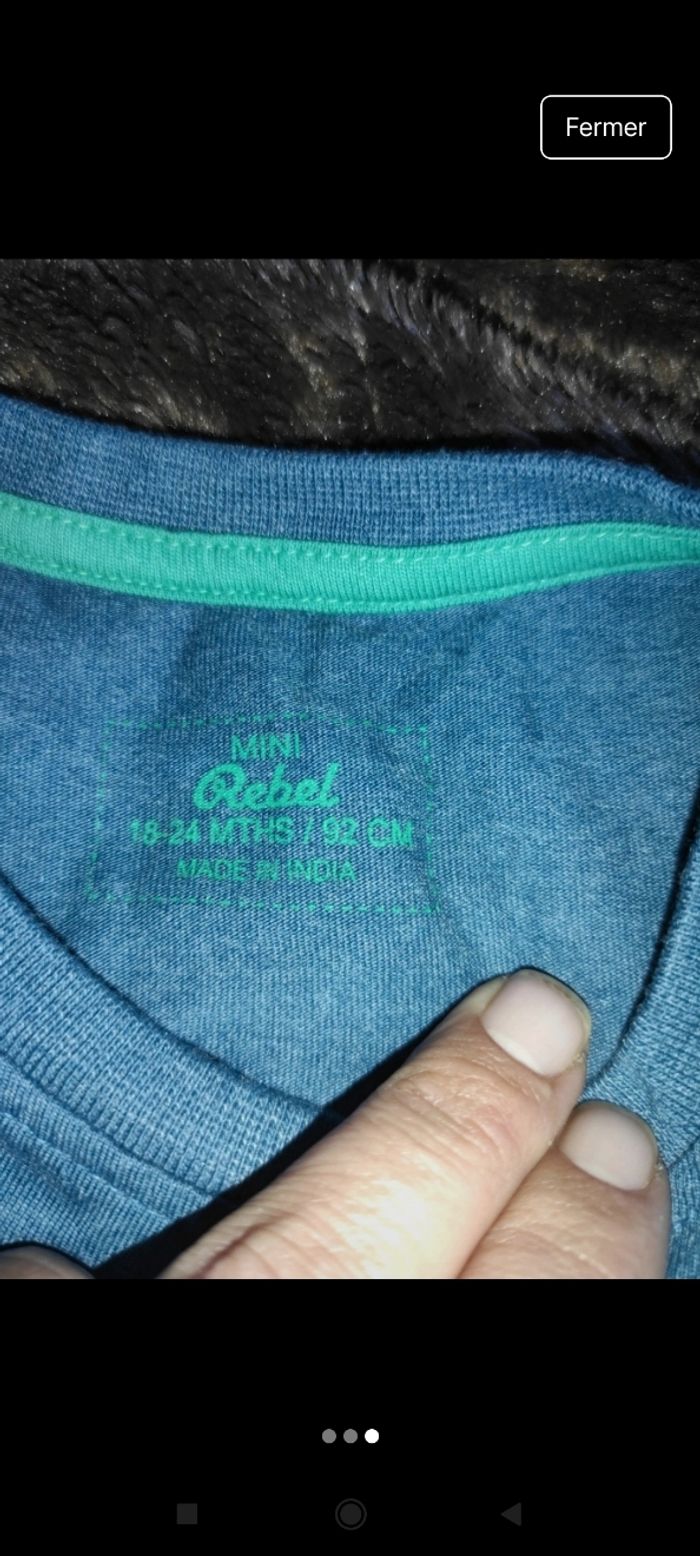 Fermer
MINI
Rebel
18-24 MTHS / 92 CM
MADE IN INDIA